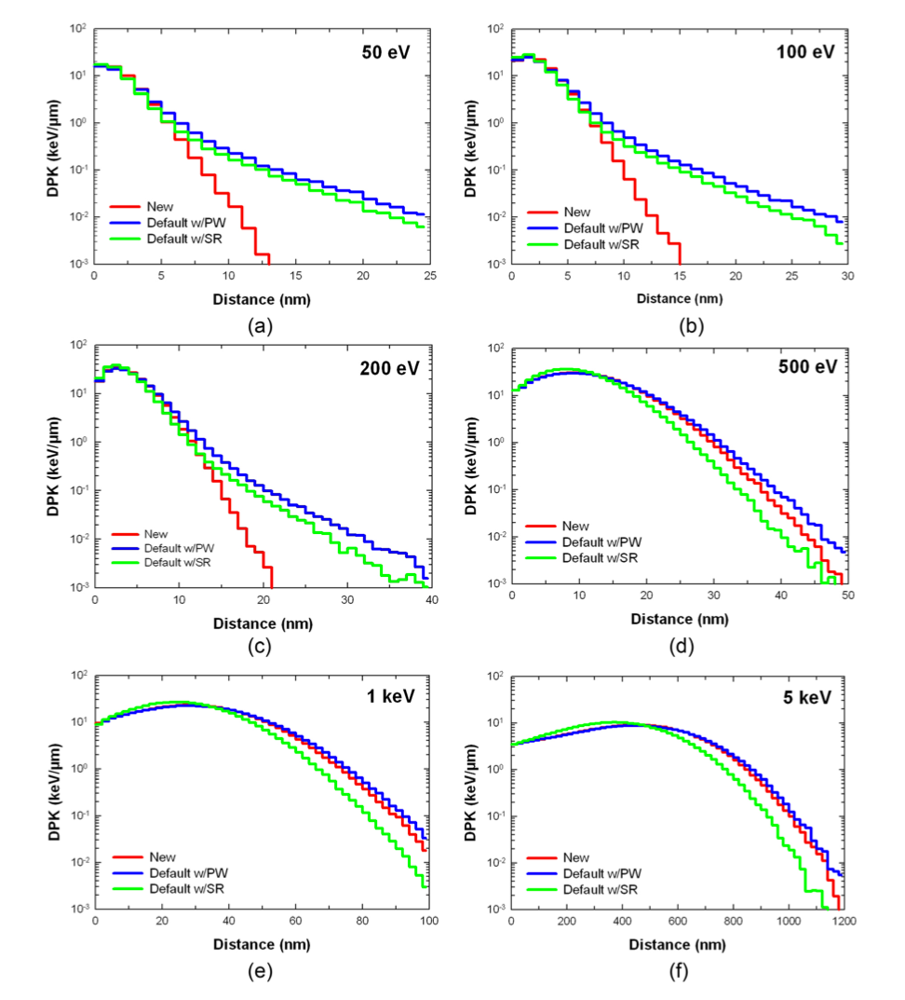 50 eV
DPK (keV/µm)
10² 10¹ 10⁰ 10⁻¹ 10⁻² 10⁻³
New
Default w/PW
Default w/SR
0 5 10 15 20 25
Distance (nm)
(a)
100 eV
DPK (keV/µm)
10² 10¹ 10⁰ 10⁻¹ 10⁻² 10⁻³
New
Default w/PW
Default w/SR
0 5 10 15 20 25 30
Distance (nm)
(b)
200 eV
DPK (keV/µm)
10² 10¹ 10⁰ 10⁻¹ 10⁻² 10⁻³
New
Default w/PW
Default w/SR
0 10 20 30 40
Distance (nm)
(c)
500 eV
DPK (keV/µm)
10² 10¹ 10⁰ 10⁻¹ 10⁻² 10⁻³
New
Default w/PW
Default w/SR
0 10 20 30 40 50
Distance (nm)
(d)
1 keV
DPK (keV/µm)
10² 10¹ 10⁰ 10⁻¹ 10⁻² 10⁻³
New
Default w/PW
Default w/SR
0 20 40 60 80 100
Distance (nm)
(e)
5 keV
DPK (keV/µm)
10² 10¹ 10⁰ 10⁻¹ 10⁻² 10⁻³
New
Default w/PW
Default w/SR
0 200 400 600 800 1000 1200
Distance (nm)
(f)